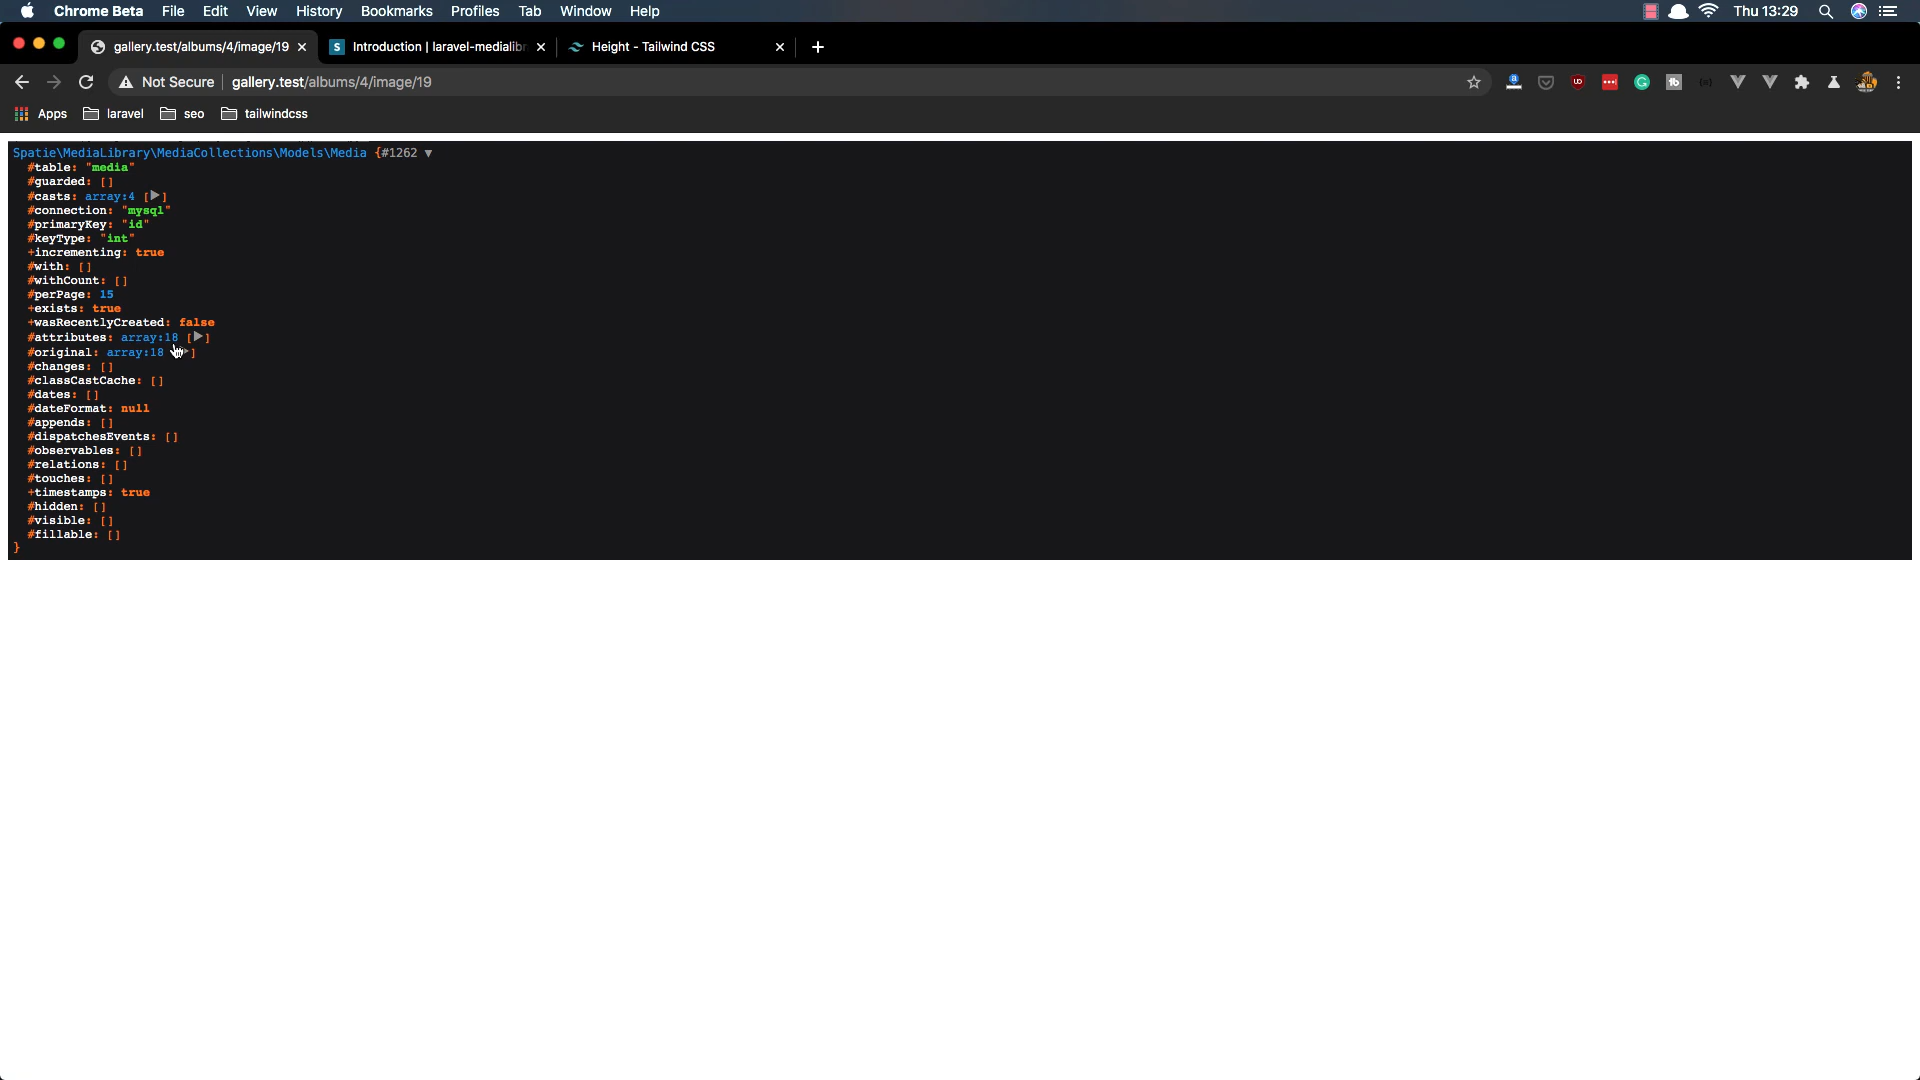 Chrome Beta File Edit View History Bookmarks Profiles Tab Window Help Thu 13:29
gallery.test/albums/4/image/19 Introduction | laravel-medialibr Height - Tailwind CSS
Not Secure gallery.test/albums/4/image/19
Apps laravel seo tailwindcss
Spatie\MediaLibrary\MediaCollections\Models\Media {#1262 ▼
#table: "media"
#guarded: []
#casts: array:4 [▶]
#connection: "mysql"
#primaryKey: "id"
#keyType: "int"
+incrementing: true
#with: []
#withCount: []
#perPage: 15
+exists: true
+wasRecentlyCreated: false
#attributes: array:18 [▶]
#original: array:18 [▶]
#changes: []
#classCastCache: []
#dates: []
#dateFormat: null
#appends: []
#dispatchesEvents: []
#observables: []
#relations: []
#touches: []
+timestamps: true
#hidden: []
#visible: []
#fillable: []
}